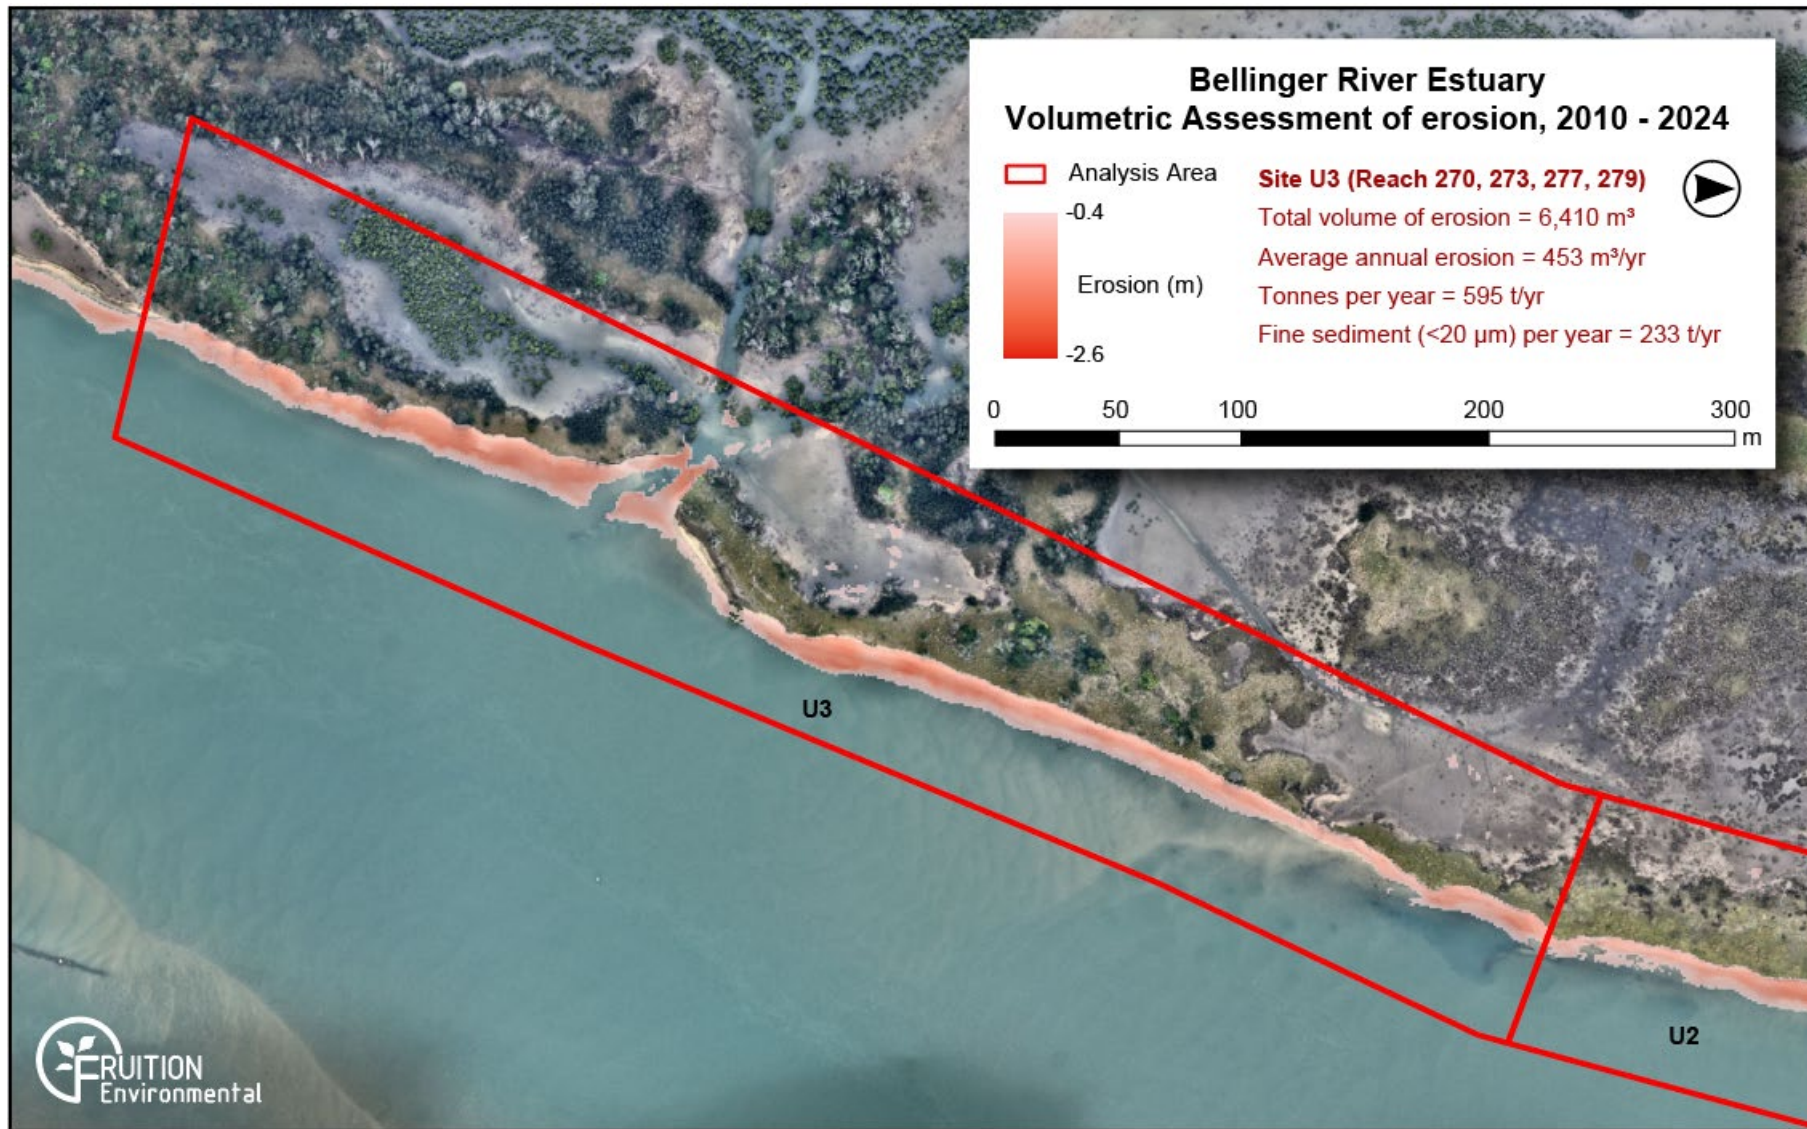 Bellinger River Estuary
Volumetric Assessment of erosion, 2010 - 2024
Analysis Area
-0.4
Erosion (m)
-2.6
Site U3 (Reach 270, 273, 277, 279)
Total volume of erosion = 6,410 m³
Average annual erosion = 453 m³/yr
Tonnes per year = 595 t/yr
Fine sediment (<20 µm) per year = 233 t/yr
0 50 100 200 300
m
U3
U2
FRUITION
Environmental